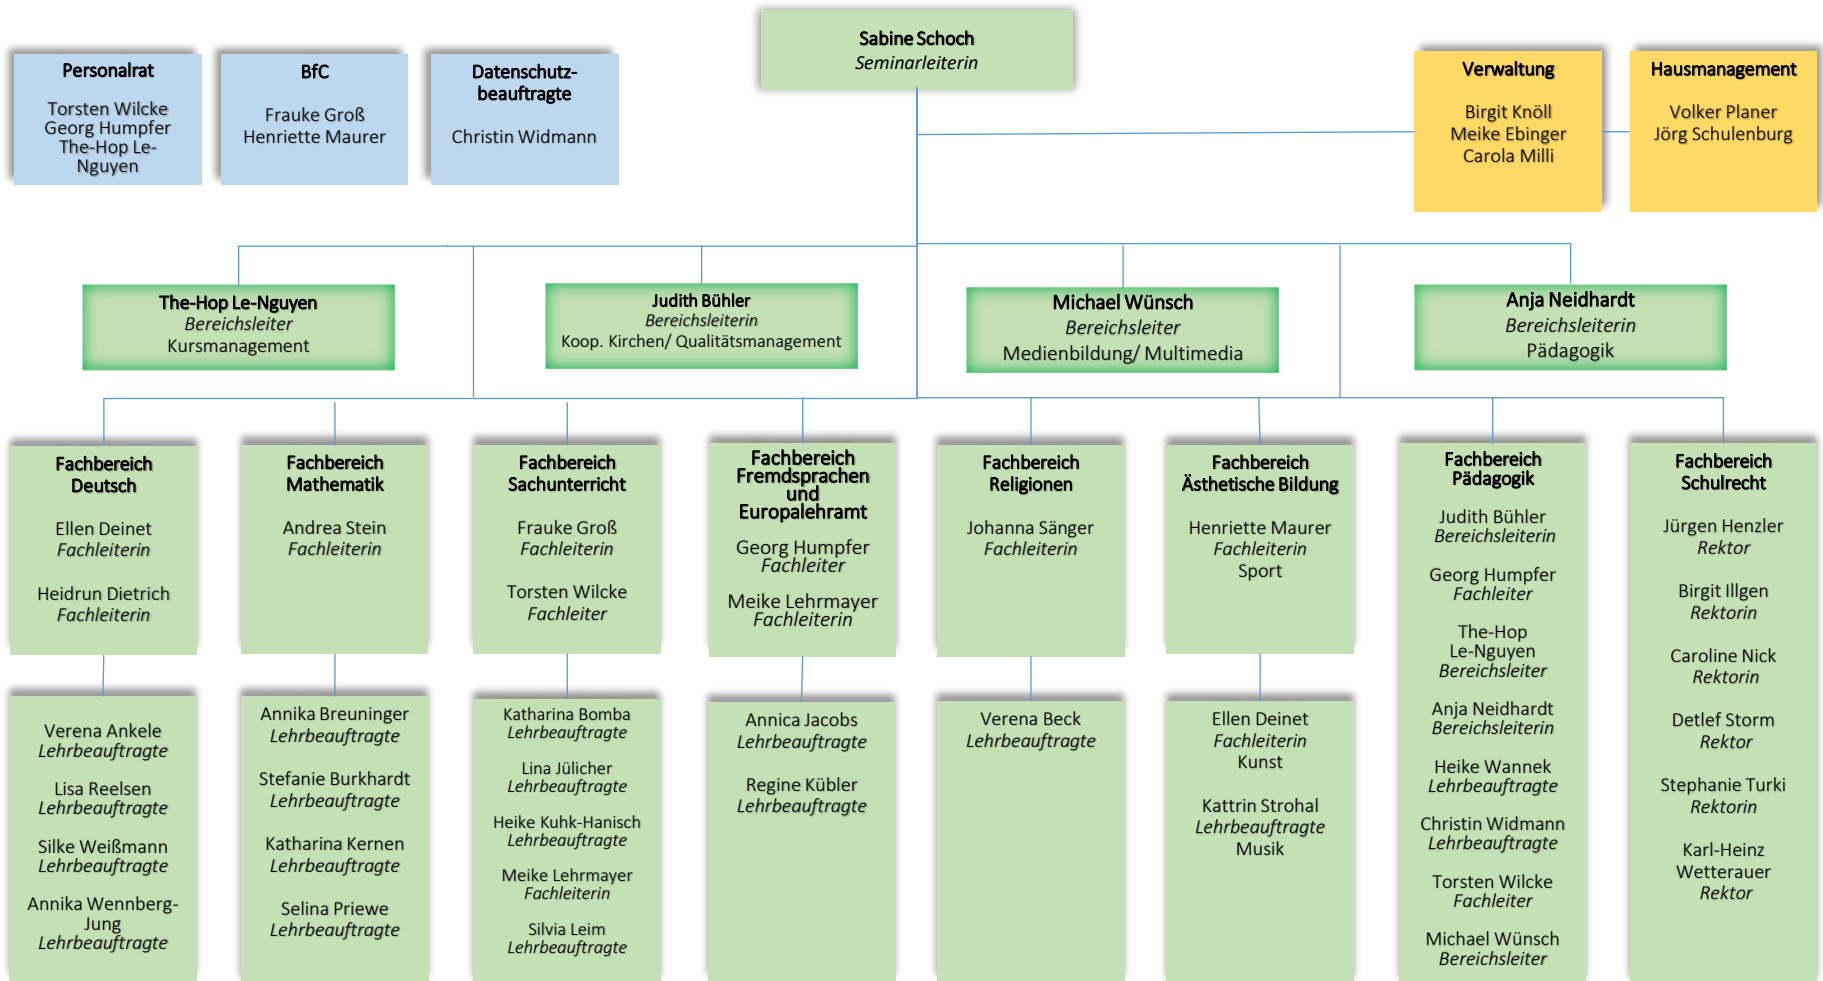 Sabine Schoch
Seminarleiterin
Personalrat
Torsten Wilcke
Georg Humpfer
The-Hop Le-
Nguyen
BfC
Frauke Groß
Henriette Maurer
Datenschutz-
beauftragte
Christin Widmann
Verwaltung
Birgit Knöll
Meike Ebinger
Carola Milli
Hausmanagement
Volker Planer
Jörg Schulenburg
The-Hop Le-Nguyen
Bereichsleiter
Kursmanagement
Judith Bühler
Bereichsleiterin
Koop. Kirchen/ Qualitätsmanagement
Michael Wünsch
Bereichsleiter
Medienbildung/ Multimedia
Anja Neidhardt
Bereichsleiterin
Pädagogik
Fachbereich
Deutsch
Ellen Deinet
Fachleiterin
Heidrun Dietrich
Fachleiterin
Fachbereich
Mathematik
Andrea Stein
Fachleiterin
Fachbereich
Sachunterricht
Frauke Groß
Fachleiterin
Torsten Wilcke
Fachleiter
Fachbereich
Fremdsprachen
und
Europalehramt
Georg Humpfer
Fachleiter
Meike Lehrmayer
Fachleiterin
Fachbereich
Religionen
Johanna Sänger
Fachleiterin
Fachbereich
Ästhetische Bildung
Henriette Maurer
Fachleiterin
Sport
Fachbereich
Pädagogik
Judith Bühler
Bereichsleiterin
Georg Humpfer
Fachleiter
The-Hop
Le-Nguyen
Bereichsleiter
Anja Neidhardt
Bereichsleiterin
Heike Wannek
Lehrbeauftragte
Christin Widmann
Lehrbeauftragte
Torsten Wilcke
Fachleiter
Michael Wünsch
Bereichsleiter
Fachbereich
Schulrecht
Jürgen Henzler
Rektor
Birgit Illgen
Rektorin
Caroline Nick
Rektorin
Detlef Storm
Rektor
Stephanie Turki
Rektorin
Karl-Heinz
Wetterauer
Rektor
Verena Ankele
Lehrbeauftragte
Lisa Reelsen
Lehrbeauftragte
Silke Weißmann
Lehrbeauftragte
Annika Wennberg-
Jung
Lehrbeauftragte
Annika Breuninger
Lehrbeauftragte
Stefanie Burkhardt
Lehrbeauftragte
Katharina Kernen
Lehrbeauftragte
Selina Priewe
Lehrbeauftragte
Katharina Bomba
Lehrbeauftragte
Lina Jülicher
Lehrbeauftragte
Heike Kuhk-Hanisch
Lehrbeauftragte
Meike Lehrmayer
Fachleiterin
Silvia Leim
Lehrbeauftragte
Annica Jacobs
Lehrbeauftragte
Regine Kübler
Lehrbeauftragte
Verena Beck
Lehrbeauftragte
Ellen Deinet
Fachleiterin
Kunst
Kattrin Strohal
Lehrbeauftragte
Musik